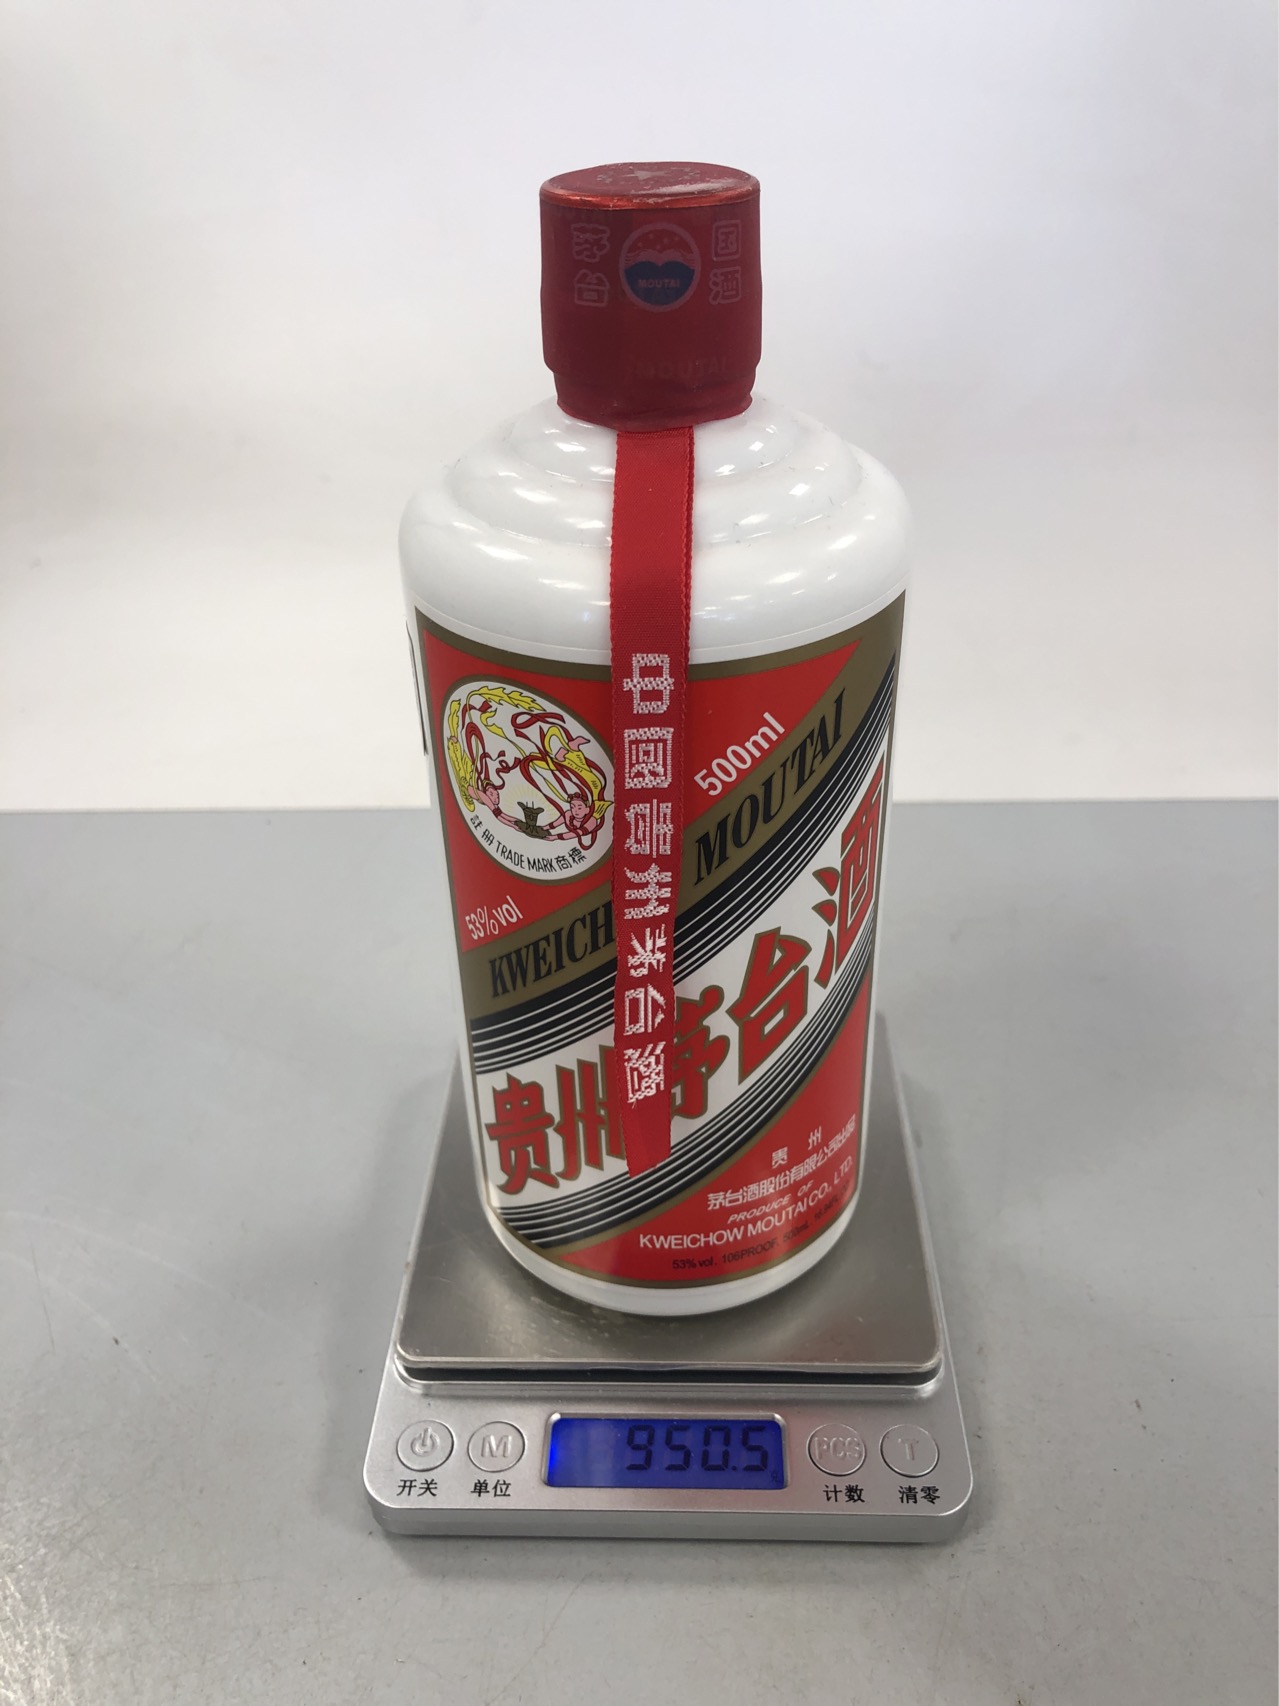 国酒
茅台
MOUTAI
MOUTAI
中國贵州茅台酒
500ml
註册 TRADE MARK 商標
53%vol
KWEICH MOUTAI
贵州茅台酒
贵州
茅台酒股份有限公司出品
PRODUCE OF
KWEICHOW MOUTAI CO., LTD.
53% vol. 106PROOF. 500ml.
950.5
M
PCS
T
开关
单位
计数
清零